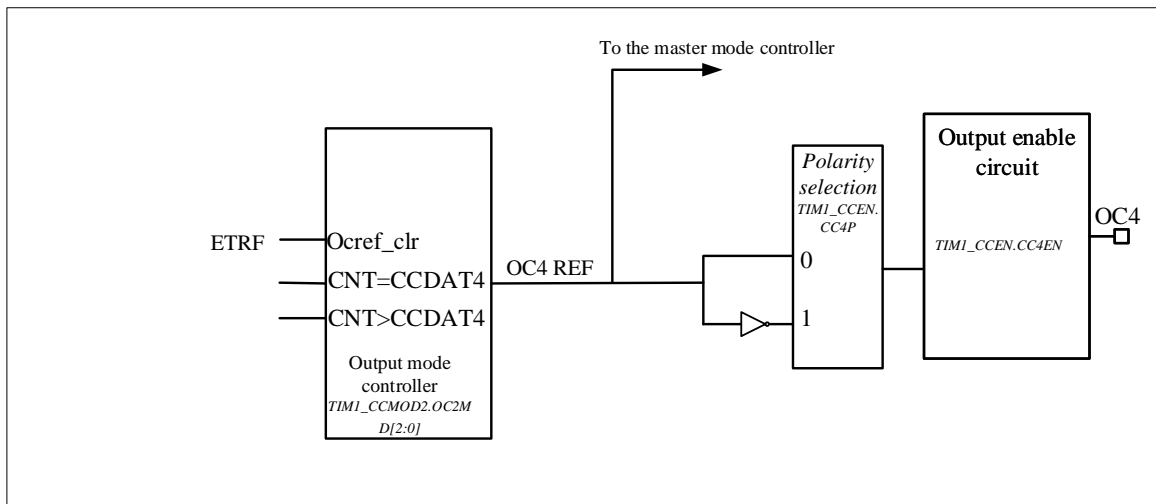 To the master mode controller
ETRF
Ocref_clr
CNT=CCDAT4
CNT>CCDAT4
Output mode
controller
TIM1_CCMOD2.OC2M
D[2:0]
OC4 REF
Polarity
selection
TIM1_CCEN.
CC4P
0
1
Output enable
circuit
TIM1_CCEN.CC4EN
OC4